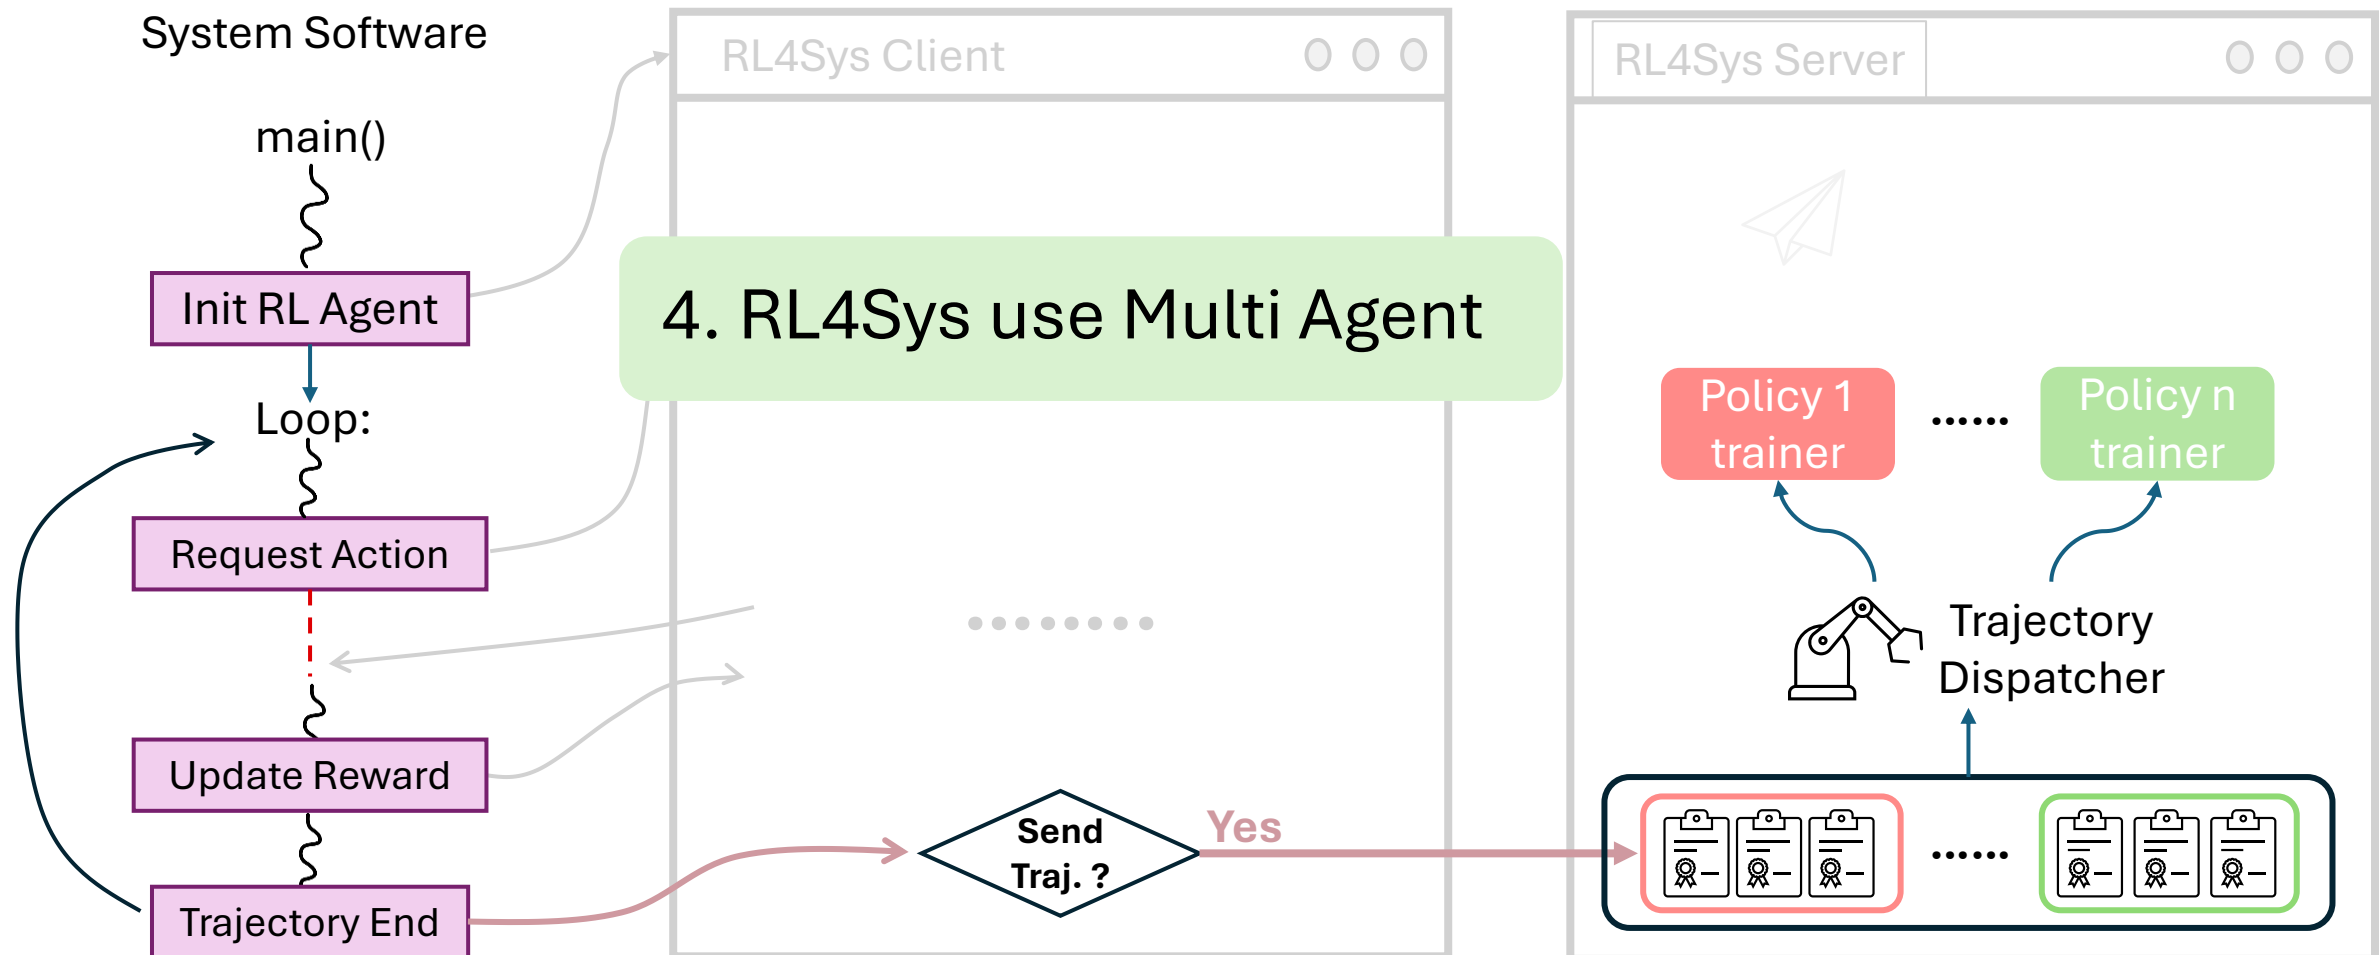 System Software
main()
Init RL Agent
Loop:
Request Action
Update Reward
Trajectory End
RL4Sys Client
4. RL4Sys use Multi Agent
........
Send
Traj. ?
Yes
RL4Sys Server
Policy 1
trainer
......
Policy n
trainer
Trajectory
Dispatcher
......